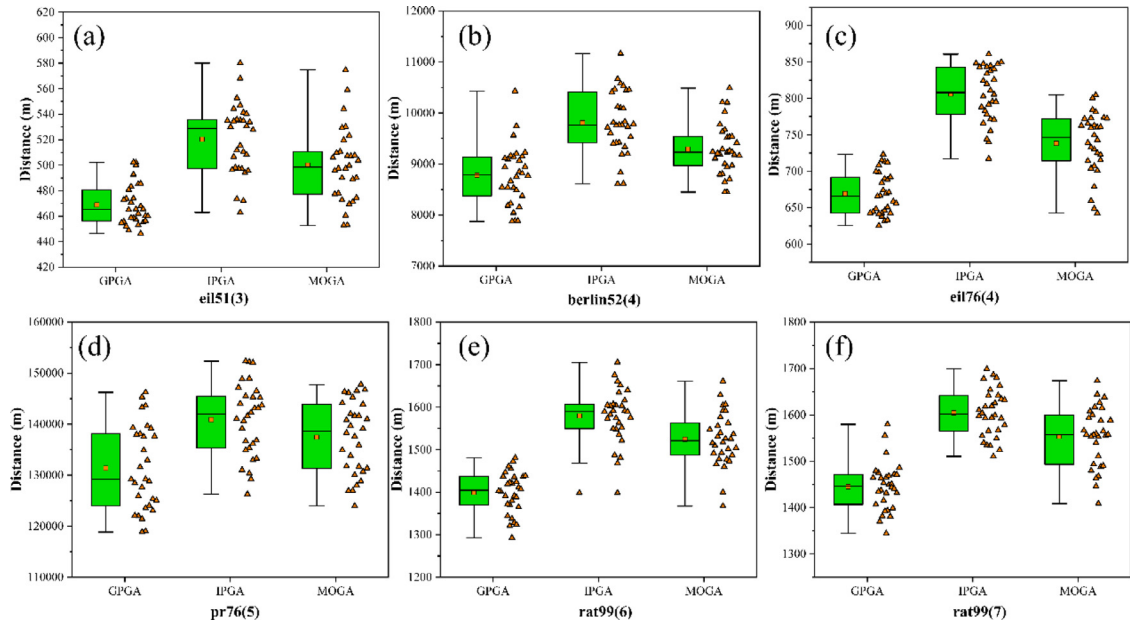 (a)
Distance (m)
620
600
580
560
540
520
500
480
460
440
420
GPGA IPGA MOGA
eil51(3)
(b)
Distance (m)
12000
11000
10000
9000
8000
7000
GPGA IPGA MOGA
berlin52(4)
(c)
Distance (m)
900
850
800
750
700
650
600
GPGA IPGA MOGA
eil76(4)
(d)
Distance (m)
160000
150000
140000
130000
120000
110000
GPGA IPGA MOGA
pr76(5)
(e)
Distance (m)
1800
1700
1600
1500
1400
1300
1200
GPGA IPGA MOGA
rat99(6)
(f)
Distance (m)
1800
1700
1600
1500
1400
1300
GPGA IPGA MOGA
rat99(7)